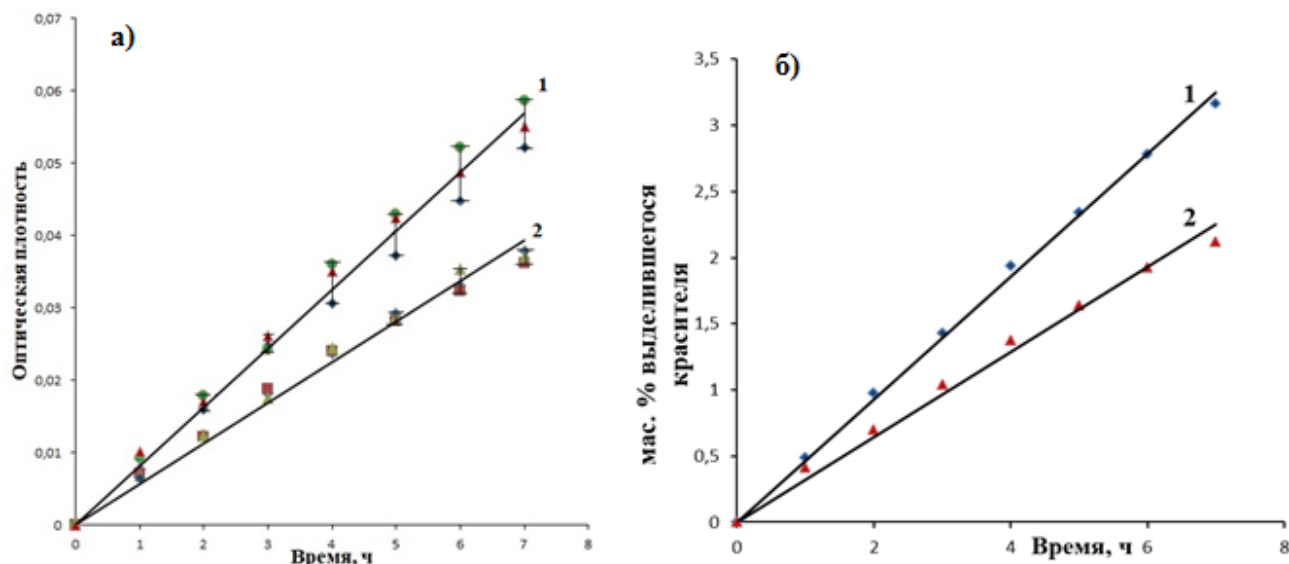 а)
Оптическая плотность
0,07
0,06
0,05
0,04
0,03
0,02
0,01
0
0 1 2 3 4 5 6 7 8
Время, ч
1
2
б)
мас. % выделившегося
красителя
3,5
3
2,5
2
1,5
1
0,5
0
0 2 4 6 8
Время, ч
1
2